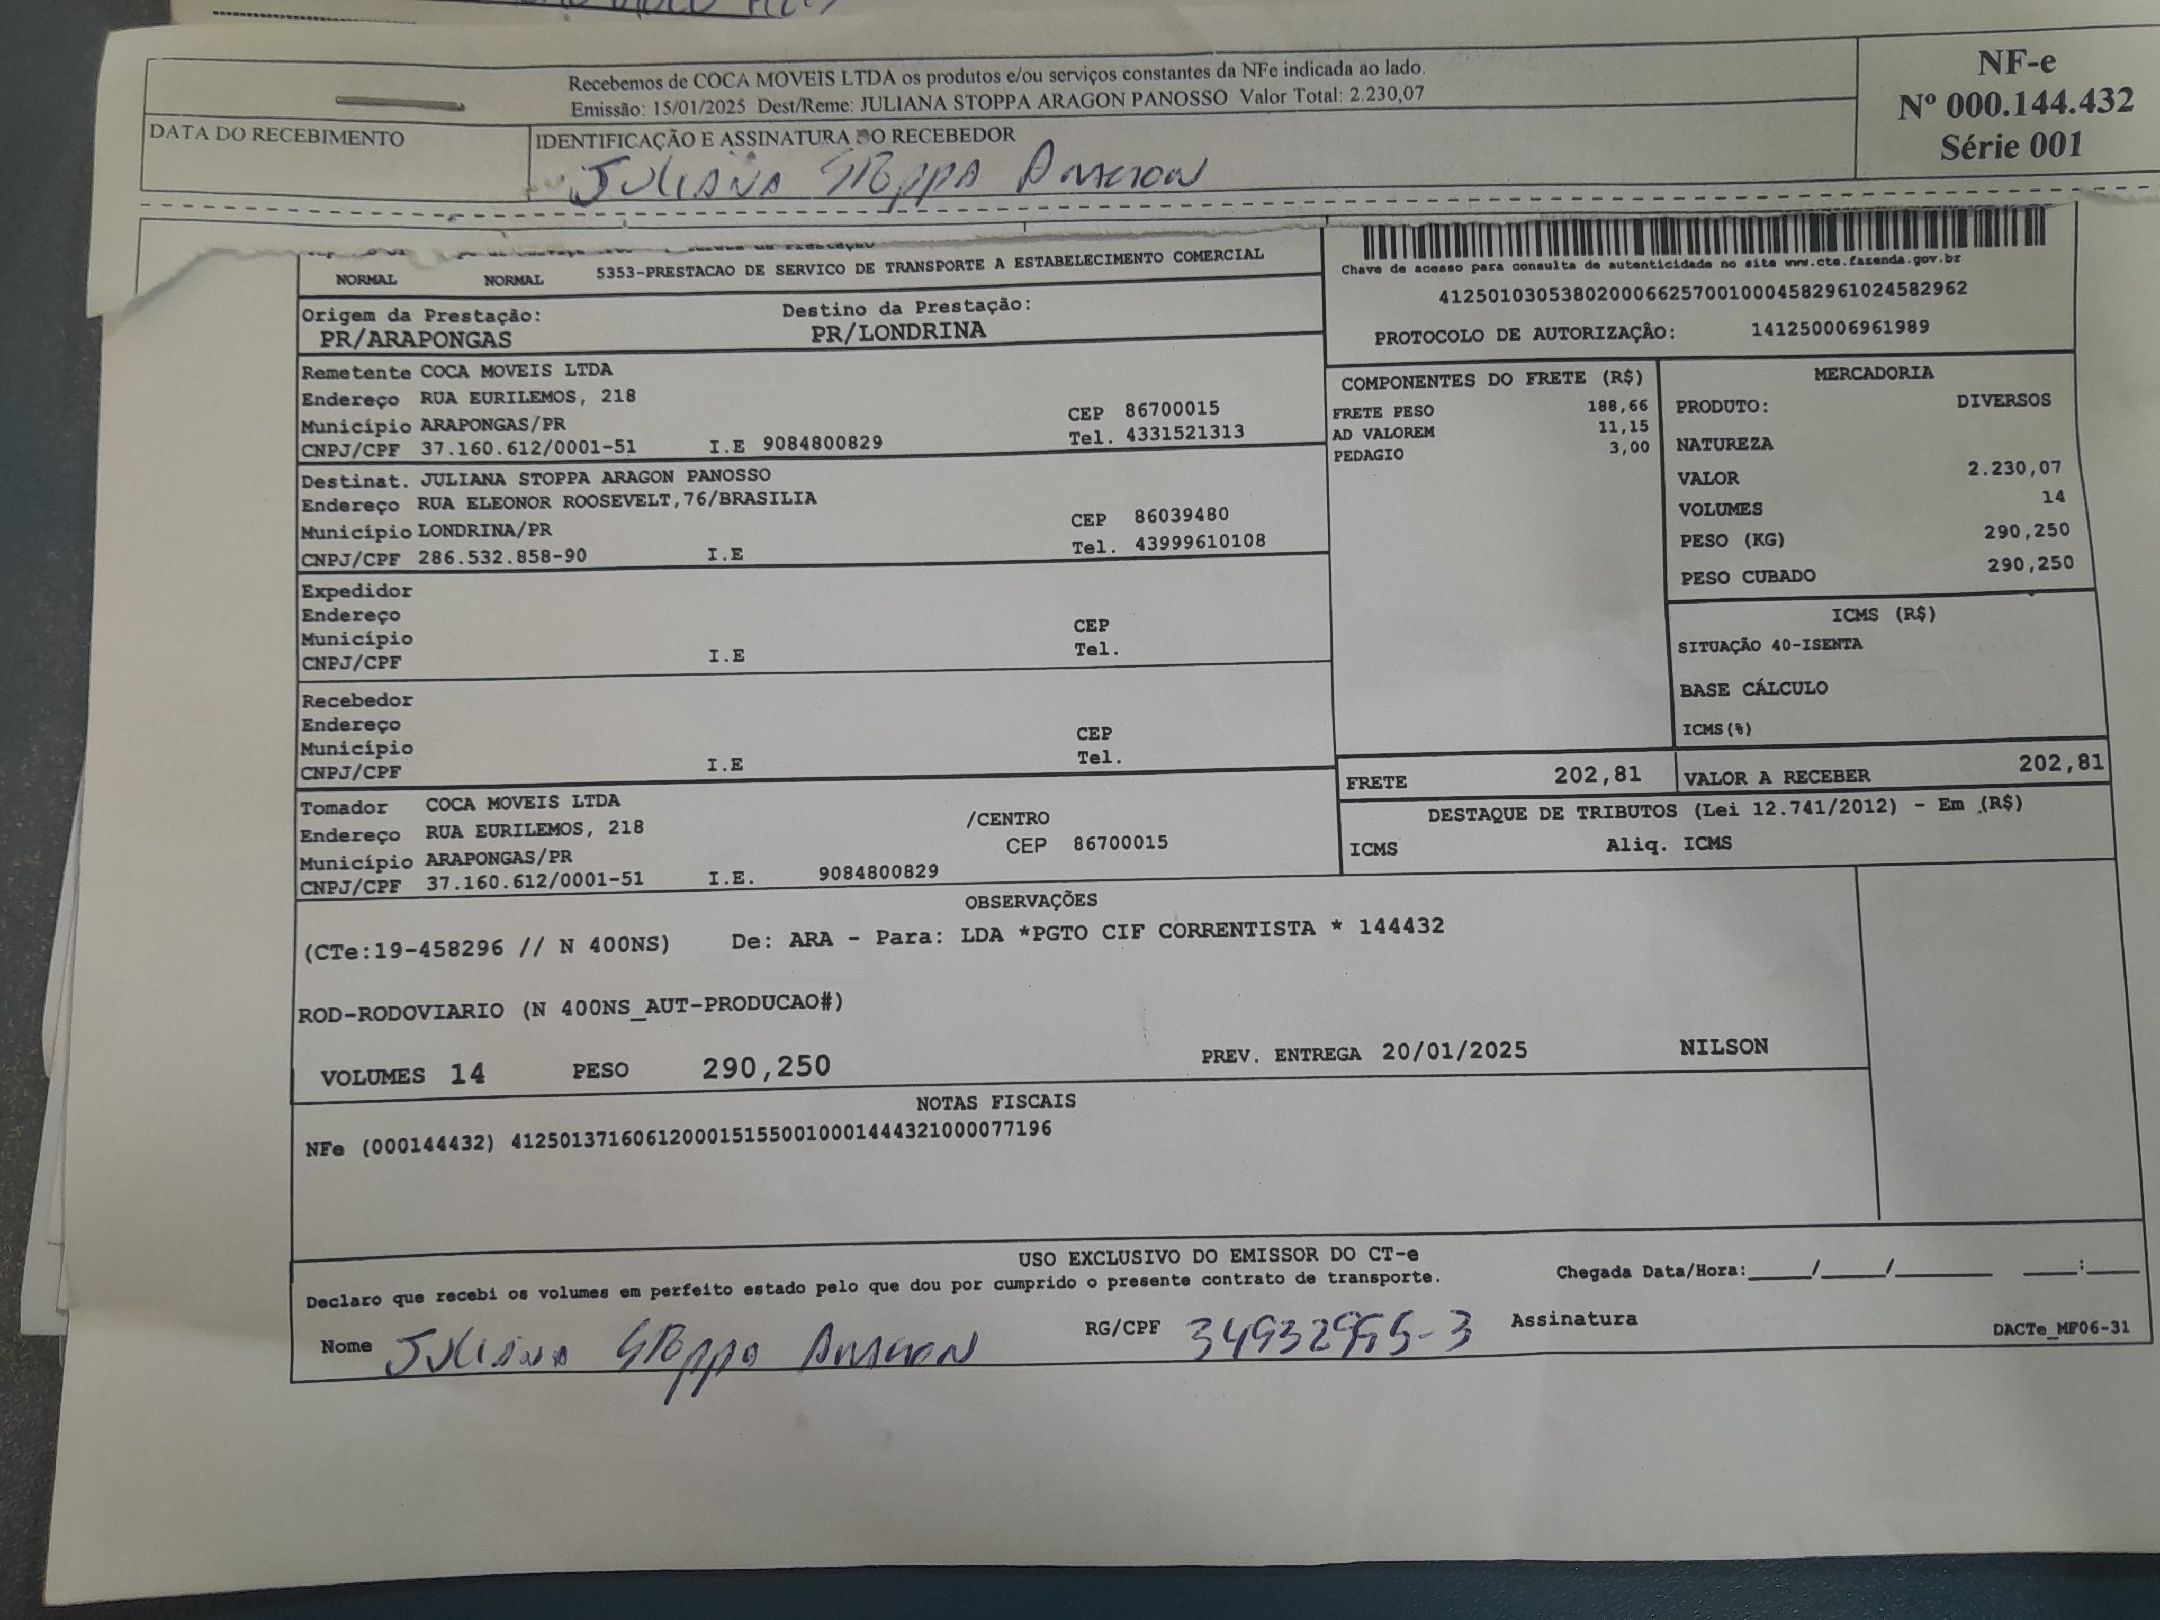 Recebemos de COCA MOVEIS LTDA os produtos e/ou serviços constantes da NFe indicada ao lado.
Emissão: 15/01/2025 Dest/Reme: JULIANA STOPPA ARAGON PANOSSO Valor Total: 2.230,07
NF-e
Nº 000.144.432
Série 001
DATA DO RECEBIMENTO
IDENTIFICAÇÃO E ASSINATURA DO RECEBEDOR
JULIANA STOPPA ARAGON
NORMAL NORMAL 5353-PRESTACAO DE SERVICO DE TRANSPORTE A ESTABELECIMENTO COMERCIAL
Chave de acesso para consulta de autenticidade no site www.cte.fazenda.gov.br
41250103053802000662570010004582961024582962
PROTOCOLO DE AUTORIZAÇÃO: 141250006961989
Origem da Prestação: Destino da Prestação:
PR/ARAPONGAS PR/LONDRINA
Remetente COCA MOVEIS LTDA
Endereço RUA EURILEMOS, 218
Município ARAPONGAS/PR CEP 86700015
CNPJ/CPF 37.160.612/0001-51 I.E 9084800829 Tel. 4331521313
Destinat. JULIANA STOPPA ARAGON PANOSSO
Endereço RUA ELEONOR ROOSEVELT,76/BRASILIA
Município LONDRINA/PR CEP 86039480
CNPJ/CPF 286.532.858-90 I.E Tel. 43999610108
Expedidor
Endereço
Município CEP
CNPJ/CPF I.E Tel.
Recebedor
Endereço
Município CEP
CNPJ/CPF I.E Tel.
Tomador COCA MOVEIS LTDA
Endereço RUA EURILEMOS, 218 /CENTRO
Município ARAPONGAS/PR CEP 86700015
CNPJ/CPF 37.160.612/0001-51 I.E. 9084800829
COMPONENTES DO FRETE (R$)
FRETE PESO 188,66
AD VALOREM 11,15
PEDAGIO 3,00
MERCADORIA
PRODUTO: DIVERSOS
NATUREZA
VALOR 2.230,07
VOLUMES 14
PESO (KG) 290,250
PESO CUBADO 290,250
ICMS (R$)
SITUAÇÃO 40-ISENTA
BASE CÁLCULO
ICMS(%)
FRETE 202,81 VALOR A RECEBER 202,81
DESTAQUE DE TRIBUTOS (Lei 12.741/2012) - Em (R$)
ICMS Aliq. ICMS
OBSERVAÇÕES
(CTe:19-458296 // N 400NS) De: ARA - Para: LDA *PGTO CIF CORRENTISTA * 144432
ROD-RODOVIARIO (N 400NS_AUT-PRODUCAO#)
VOLUMES 14 PESO 290,250 PREV. ENTREGA 20/01/2025 NILSON
NOTAS FISCAIS
NFe (000144432) 41250137160612000151550010001444321000077196
USO EXCLUSIVO DO EMISSOR DO CT-e
Declaro que recebi os volumes em perfeito estado pelo que dou por cumprido o presente contrato de transporte. Chegada Data/Hora:____/____/______ ___:___
Nome JULIANA STOPPA ARAGON RG/CPF Assinatura
DACTe_MF06-31